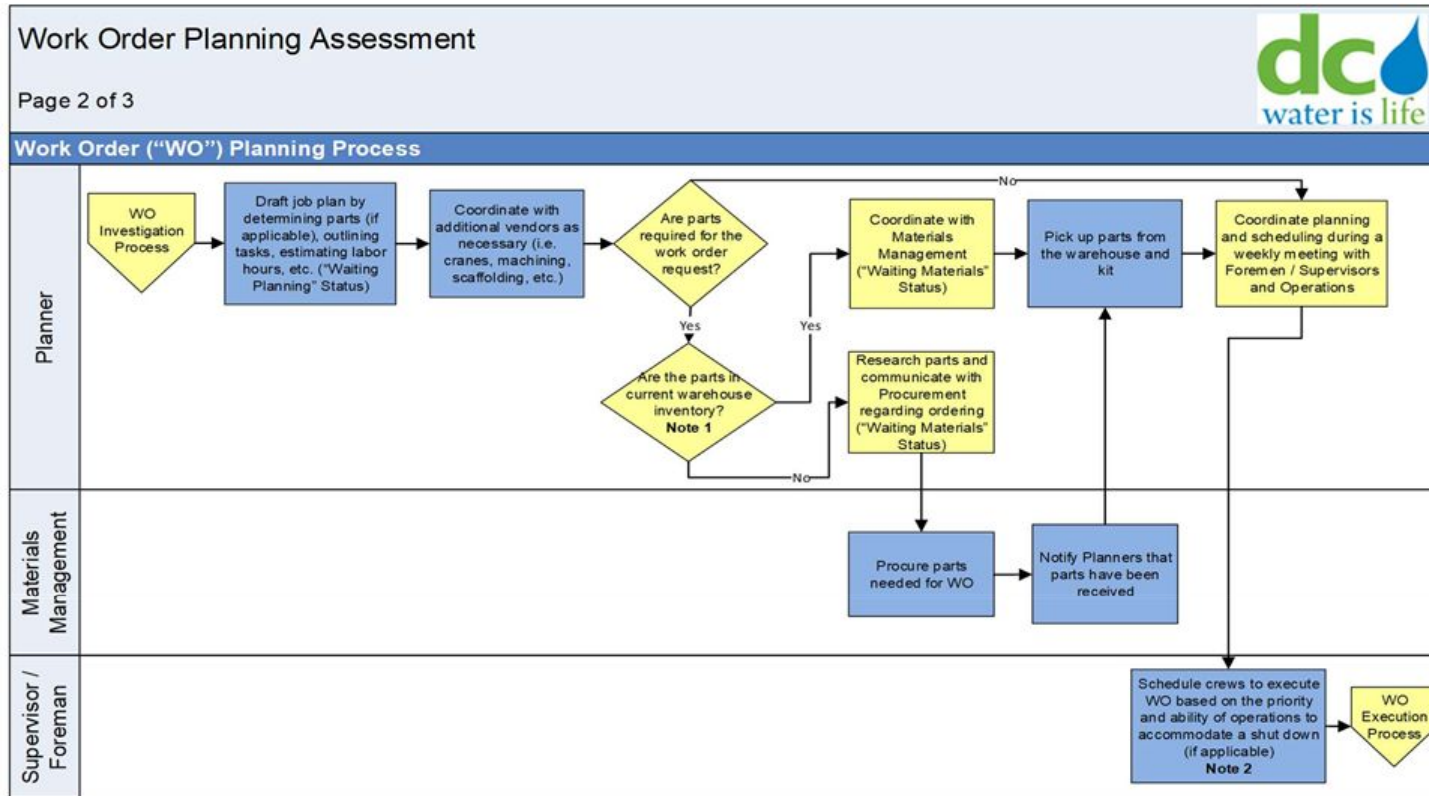 Work Order Planning Assessment
Page 2 of 3
dc
water is life
Work Order (“WO”) Planning Process
Planner
WO
Investigation
Process
Draft job plan by
determining parts (if
applicable), outlining
tasks, estimating labor
hours, etc. (“Waiting
Planning” Status)
Coordinate with
additional vendors as
necessary (i.e.
cranes, machining,
scaffolding, etc.)
Are parts
required for the
work order
request?
No
Yes
Are the parts in
current warehouse
inventory?
Note 1
Yes
No
Coordinate with
Materials
Management
(“Waiting Materials”
Status)
Research parts and
communicate with
Procurement
regarding ordering
(“Waiting Materials”
Status)
Pick up parts from
the warehouse and
kit
Coordinate planning
and scheduling during a
weekly meeting with
Foremen / Supervisors
and Operations
Materials
Management
Procure parts
needed for WO
Notify Planners that
parts have been
received
Supervisor /
Foreman
Schedule crews to execute
WO based on the priority
and ability of operations to
accommodate a shut down
(if applicable)
Note 2
WO
Execution
Process